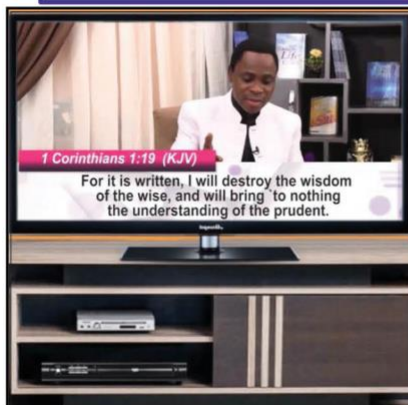 1 Corinthians 1:19 (KJV)
For it is written, I will destroy the wisdom
of the wise, and will bring `to nothing
the understanding of the prudent.